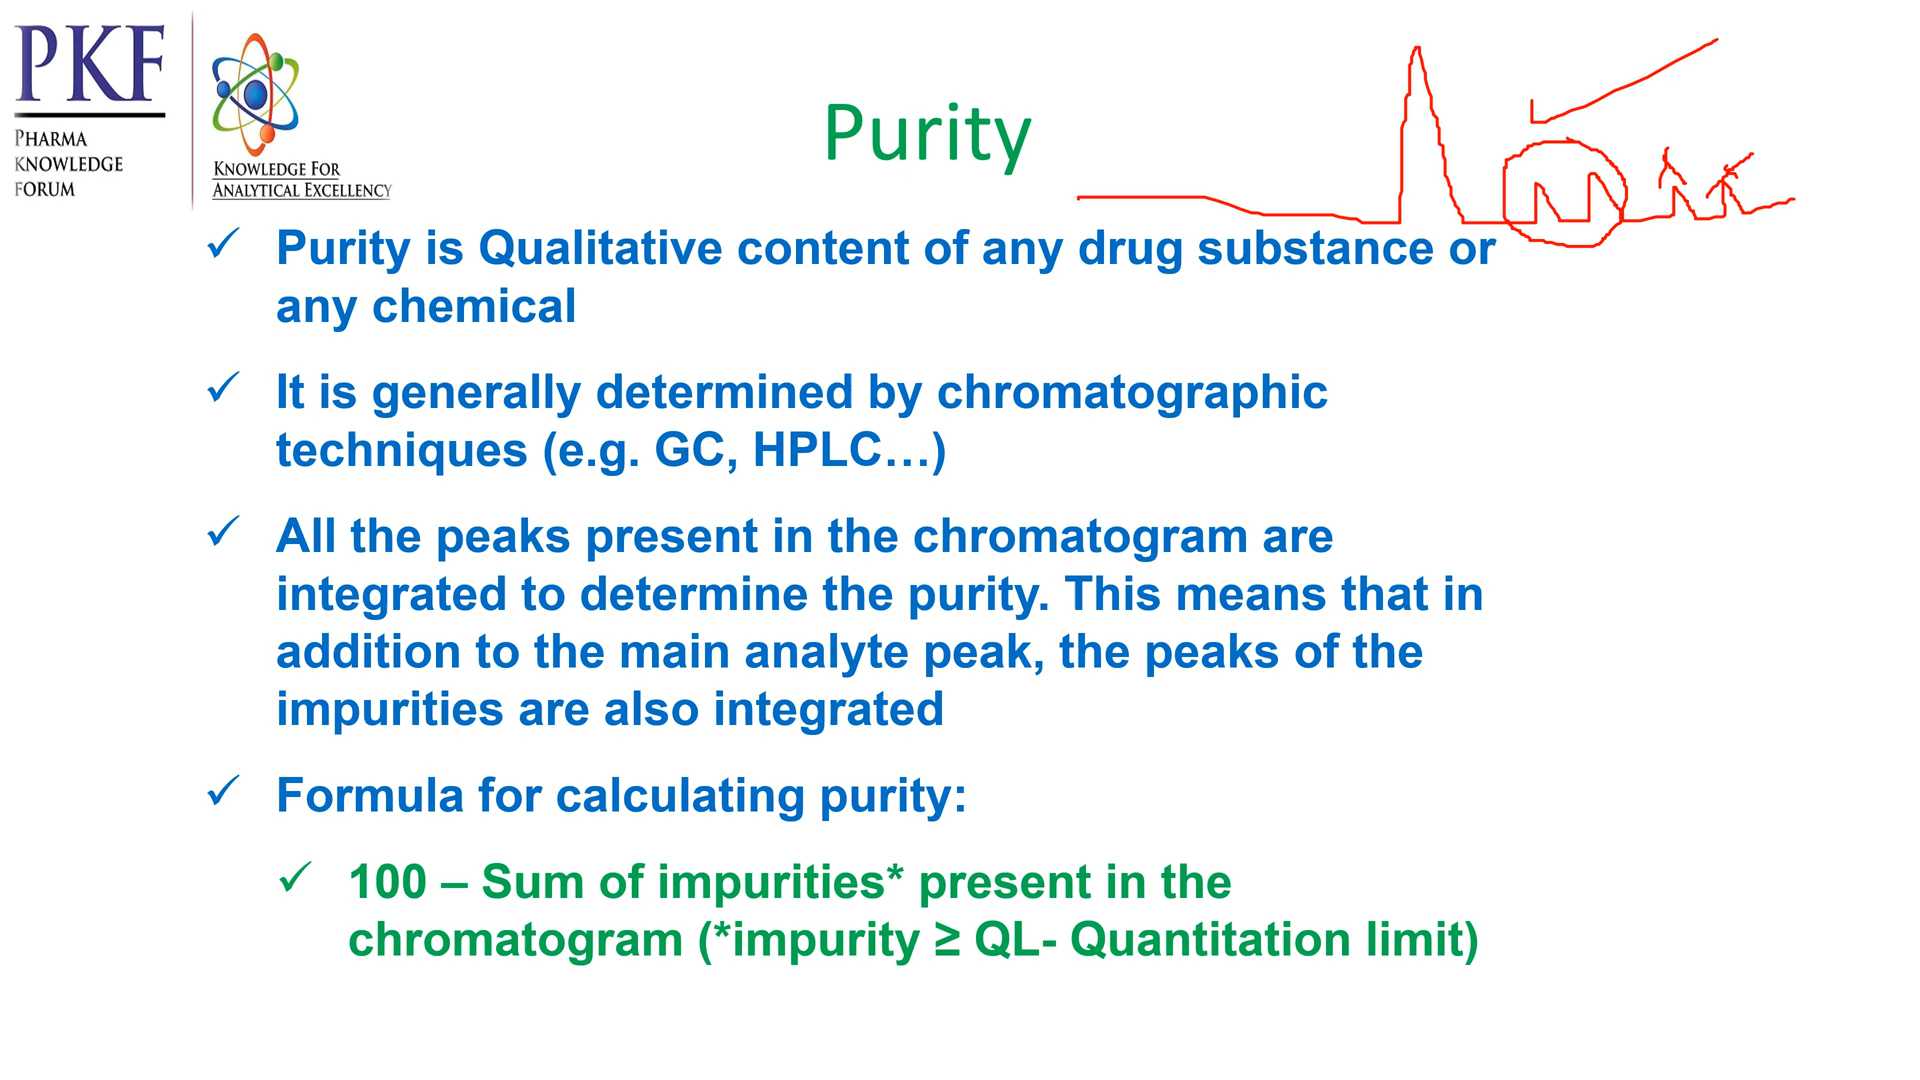 PKF
PHARMA
KNOWLEDGE
FORUM
KNOWLEDGE FOR
ANALYTICAL EXCELLENCY
Purity
✓ Purity is Qualitative content of any drug substance or
any chemical
✓ It is generally determined by chromatographic
techniques (e.g. GC, HPLC…)
✓ All the peaks present in the chromatogram are
integrated to determine the purity. This means that in
addition to the main analyte peak, the peaks of the
impurities are also integrated
✓ Formula for calculating purity:
✓ 100 – Sum of impurities* present in the
chromatogram (*impurity ≥ QL- Quantitation limit)